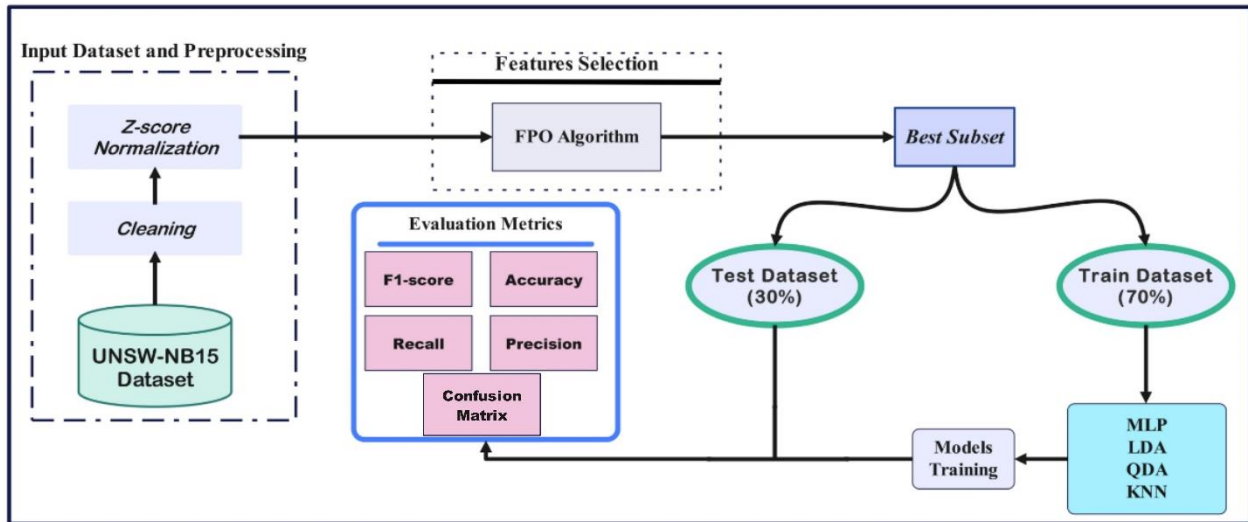 Input Dataset and Preprocessing
Z-score
Normalization
Cleaning
UNSW-NB15
Dataset
Features Selection
FPO Algorithm
Best Subset
Evaluation Metrics
F1-score
Accuracy
Recall
Precision
Confusion
Matrix
Test Dataset
(30%)
Train Dataset
(70%)
MLP
LDA
QDA
KNN
Models
Training